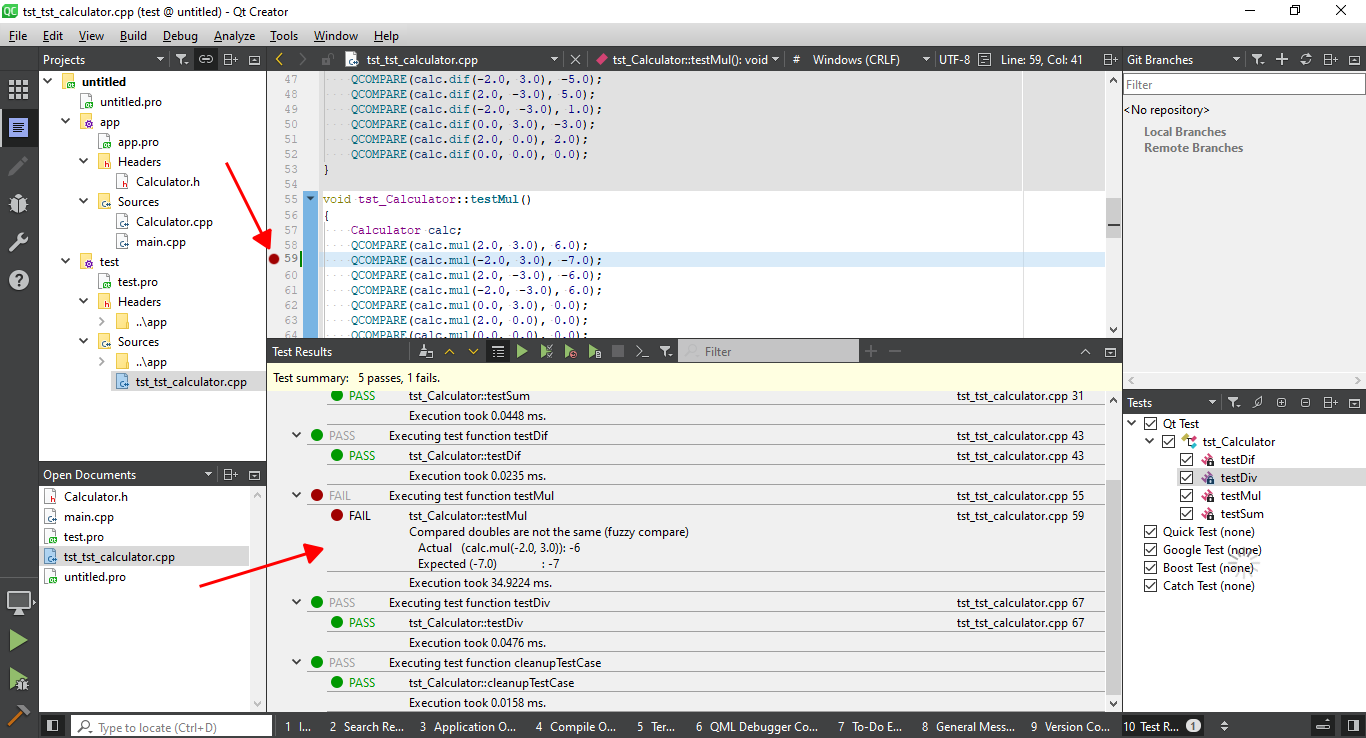 tst_tst_calculator.cpp (test @ untitled) - Qt Creator
File Edit View Build Debug Analyze Tools Window Help
Projects
untitled
untitled.pro
app
app.pro
Headers
Calculator.h
Sources
Calculator.cpp
main.cpp
test
test.pro
Headers
..\app
Sources
..\app
tst_tst_calculator.cpp
Open Documents
Calculator.h
main.cpp
test.pro
tst_tst_calculator.cpp
untitled.pro
tst_tst_calculator.cpp tst_Calculator::testMul(): void # Windows (CRLF) UTF-8 Line: 59, Col: 41
47 QCOMPARE(calc.dif(-2.0, 3.0), -5.0);
48 QCOMPARE(calc.dif(2.0, -3.0), 5.0);
49 QCOMPARE(calc.dif(-2.0, -3.0), 1.0);
50 QCOMPARE(calc.dif(0.0, 3.0), -3.0);
51 QCOMPARE(calc.dif(2.0, 0.0), 2.0);
52 QCOMPARE(calc.dif(0.0, 0.0), 0.0);
53 }
54
55 void tst_Calculator::testMul()
56 {
57 Calculator calc;
58 QCOMPARE(calc.mul(2.0, 3.0), 6.0);
59 QCOMPARE(calc.mul(-2.0, 3.0), -7.0);
60 QCOMPARE(calc.mul(2.0, -3.0), -6.0);
61 QCOMPARE(calc.mul(-2.0, -3.0), 6.0);
62 QCOMPARE(calc.mul(0.0, 3.0), 0.0);
63 QCOMPARE(calc.mul(2.0, 0.0), 0.0);
64 QCOMPARE(calc.mul(0.0, 0.0), 0.0);
Test Results Filter
Test summary: 5 passes, 1 fails.
PASS tst_Calculator::testSum tst_tst_calculator.cpp 31
Execution took 0.0448 ms.
PASS Executing test function testDif tst_tst_calculator.cpp 43
PASS tst_Calculator::testDif tst_tst_calculator.cpp 43
Execution took 0.0235 ms.
FAIL Executing test function testMul tst_tst_calculator.cpp 55
FAIL tst_Calculator::testMul tst_tst_calculator.cpp 59
Compared doubles are not the same (fuzzy compare)
Actual (calc.mul(-2.0, 3.0)): -6
Expected (-7.0) : -7
Execution took 34.9224 ms.
PASS Executing test function testDiv tst_tst_calculator.cpp 67
PASS tst_Calculator::testDiv tst_tst_calculator.cpp 67
Execution took 0.0476 ms.
PASS Executing test function cleanupTestCase
PASS tst_Calculator::cleanupTestCase
Execution took 0.0158 ms.
Git Branches
Filter
<No repository>
Local Branches
Remote Branches
Tests
Qt Test
tst_Calculator
testDif
testDiv
testMul
testSum
Quick Test (none)
Google Test (none)
Boost Test (none)
Catch Test (none)
Type to locate (Ctrl+D) 1 I... 2 Search Re... 3 Application O... 4 Compile O... 5 Ter... 6 QML Debugger Co... 7 To-Do E... 8 General Mess... 9 Version Co... 10 Test R... 1